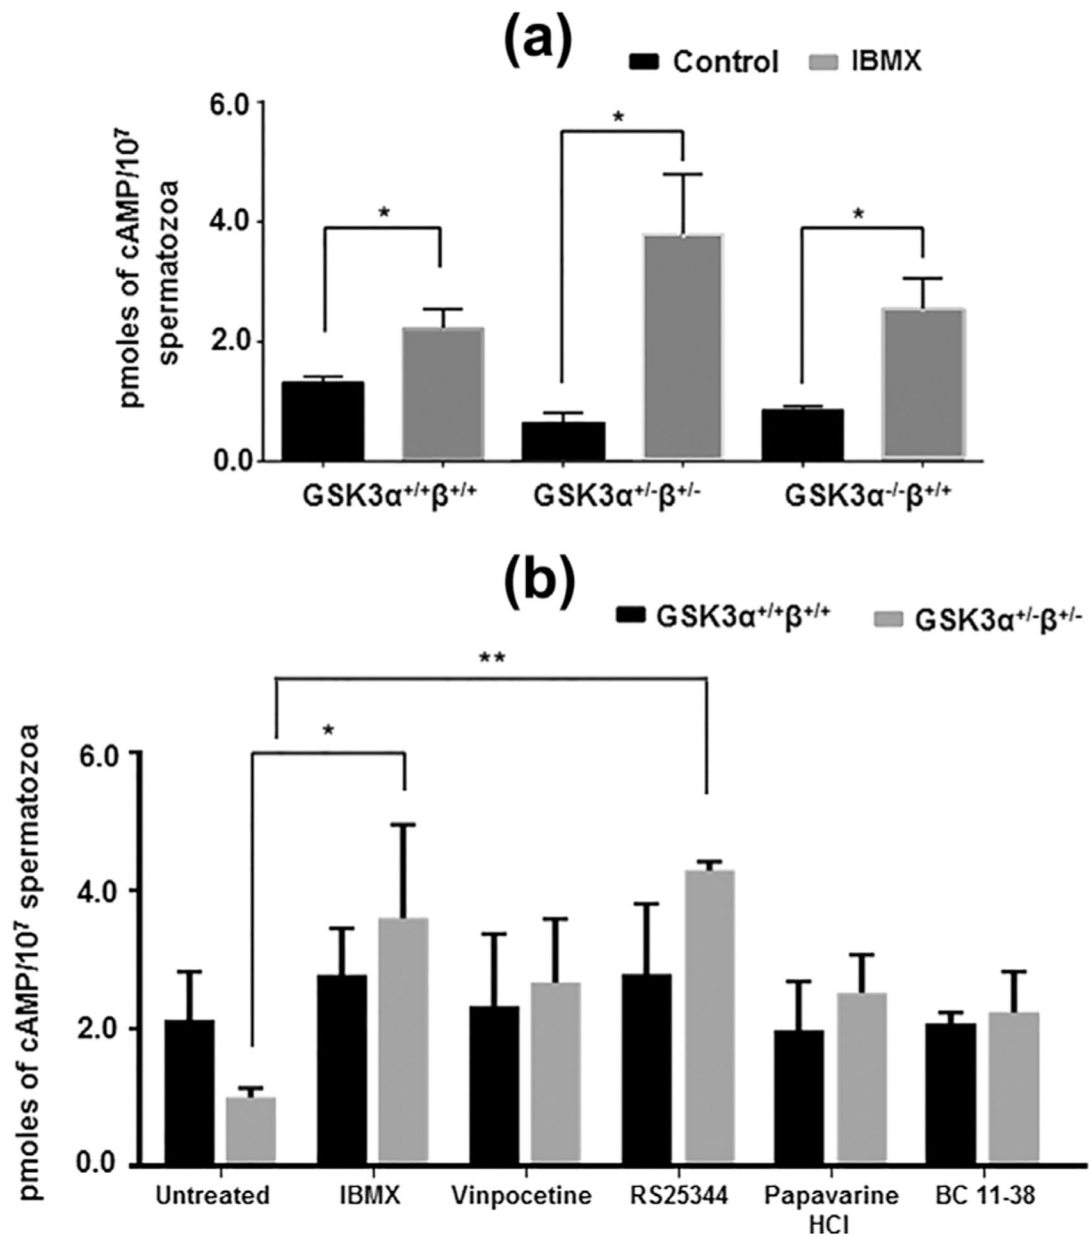 (a)
Control IBMX
pmoles of cAMP/10⁷
spermatozoa
6.0
4.0
2.0
0.0
*
*
*
GSK3α⁺/⁺β⁺/⁺ GSK3α⁺/⁻β⁺/⁻ GSK3α⁻/⁻β⁺/⁺
(b)
GSK3α⁺/⁺β⁺/⁺ GSK3α⁺/⁻β⁺/⁻
pmoles of cAMP/10⁷ spermatozoa
**
*
6.0
4.0
2.0
0.0
Untreated IBMX Vinpocetine RS25344 Papavarine BC 11-38
HCl